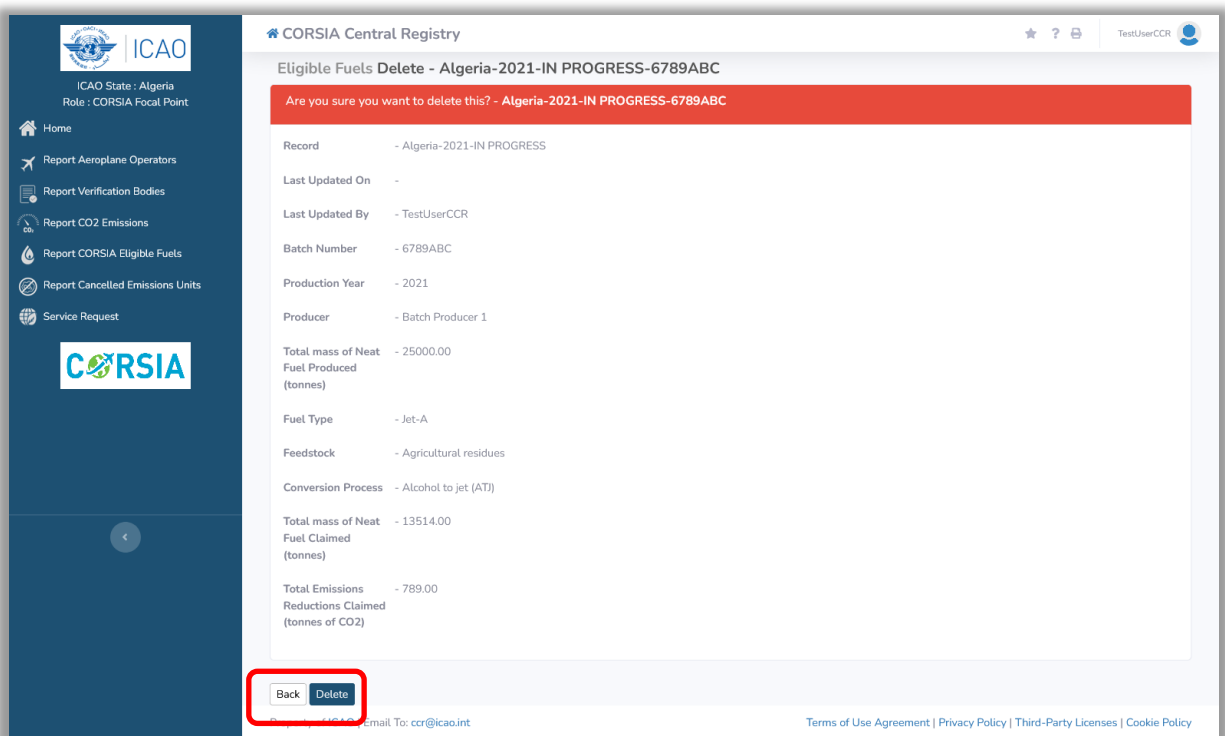 ICAO
ICAO State : Algeria
Role : CORSIA Focal Point
Home
Report Aeroplane Operators
Report Verification Bodies
CO₂
Report CO2 Emissions
Report CORSIA Eligible Fuels
Report Cancelled Emissions Units
Service Request
CORSIA
CORSIA Central Registry
? TestUserCCR
Eligible Fuels Delete - Algeria-2021-IN PROGRESS-6789ABC
Are you sure you want to delete this? - Algeria-2021-IN PROGRESS-6789ABC
Record - Algeria-2021-IN PROGRESS
Last Updated On -
Last Updated By - TestUserCCR
Batch Number - 6789ABC
Production Year - 2021
Producer - Batch Producer 1
Total mass of Neat - 25000.00
Fuel Produced
(tonnes)
Fuel Type - Jet-A
Feedstock - Agricultural residues
Conversion Process - Alcohol to jet (ATJ)
Total mass of Neat - 13514.00
Fuel Claimed
(tonnes)
Total Emissions - 789.00
Reductions Claimed
(tonnes of CO2)
Back Delete
Property of ICAO | Email To: ccr@icao.int
Terms of Use Agreement | Privacy Policy | Third-Party Licenses | Cookie Policy